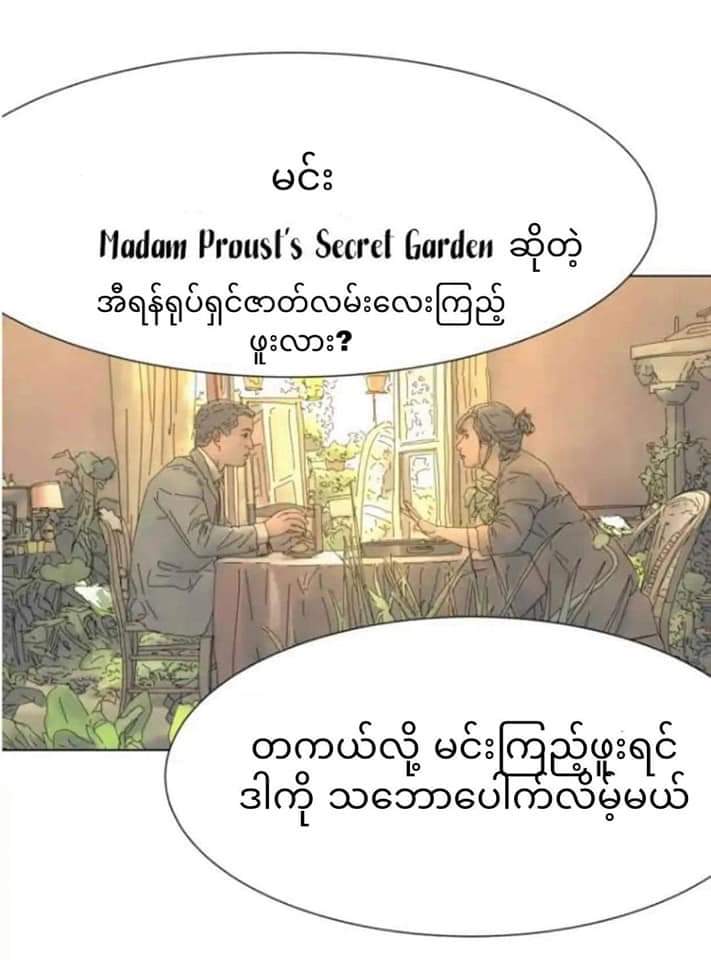 မင်း
Madam Proust's Secret Garden ဆိုတဲ့
အီရန်ရုပ်ရှင်ဇာတ်လမ်းလေးကြည့်
ဖူးလား?
တကယ်လို့ မင်းကြည့်ဖူးရင်
ဒါကို သဘောပေါက်လိမ့်မယ်